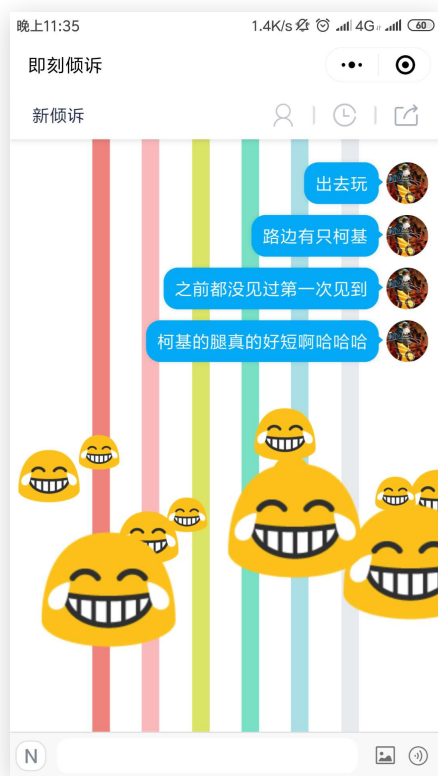 晚上11:35 1.4K/s 4G 60
即刻倾诉
新倾诉
出去玩
路边有只柯基
之前都没见过第一次见到
柯基的腿真的好短啊哈哈哈
N